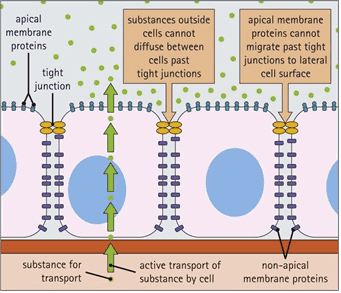 apical
membrane
proteins
tight
junction
substances outside
cells cannot
diffuse between
cells past
tight junctions
apical membrane
proteins cannot
migrate past tight
junctions to lateral
cell surface
substance for
transport
active transport of
substance by cell
non-apical
membrane proteins